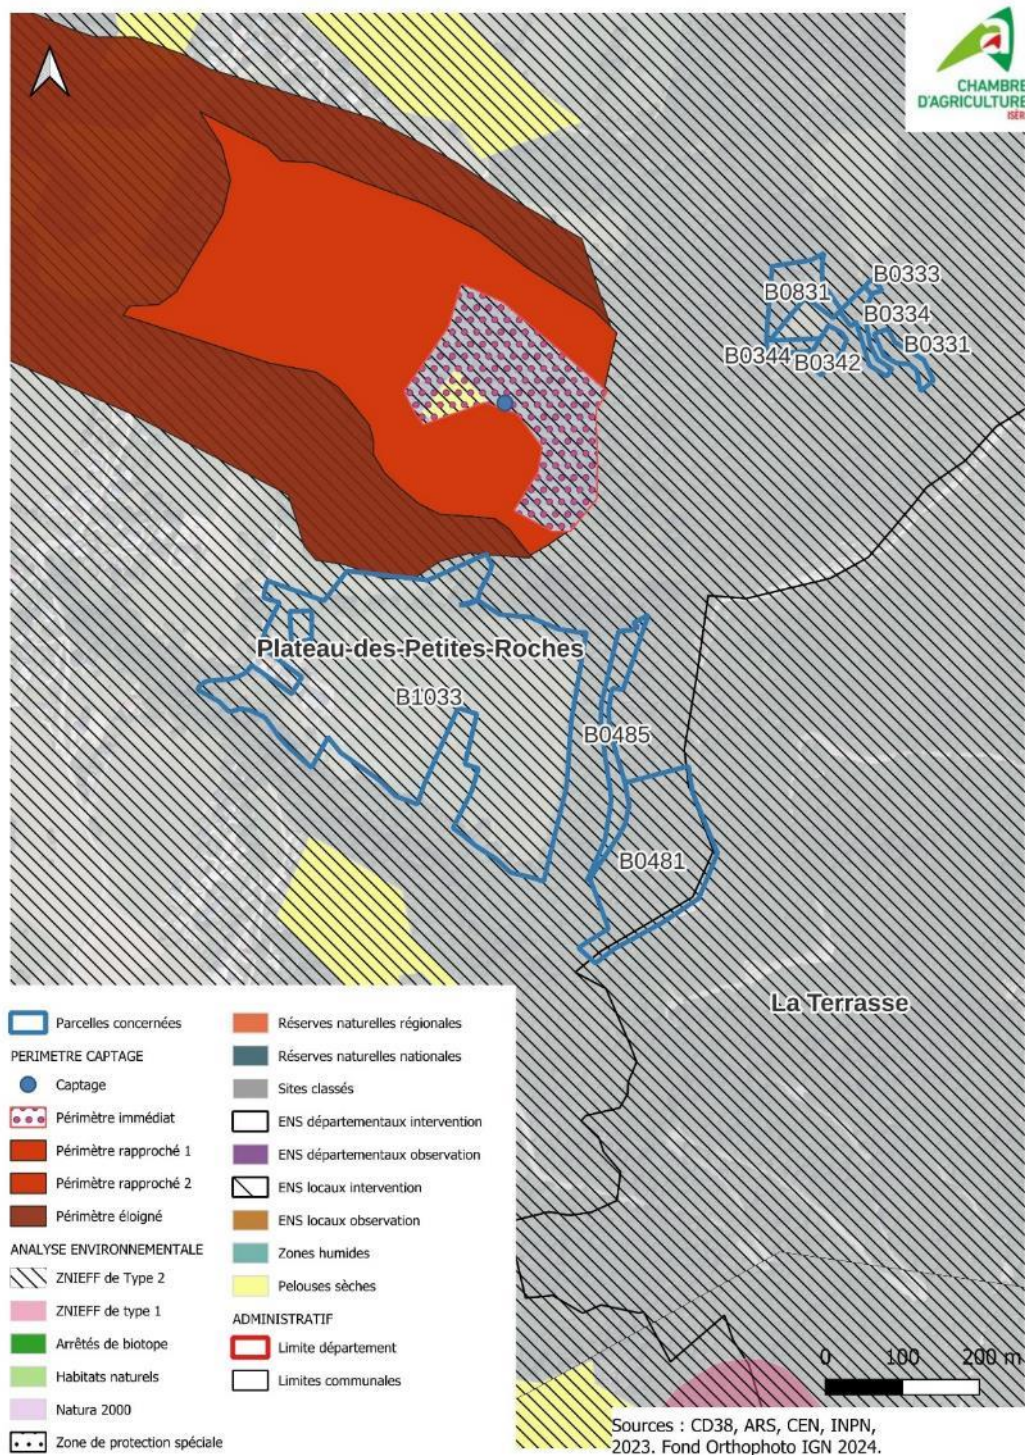 CHAMBRE
D'AGRICULTURE
ISÈRE
B0333
B0831
B0334
B0331
B0344
B0342
Plateau-des-Petites-Roches
B1033
B0485
B0481
La Terrasse
Parcelles concernées
PERIMETRE CAPTAGE
Captage
Périmètre immédiat
Périmètre rapproché 1
Périmètre rapproché 2
Périmètre éloigné
ANALYSE ENVIRONNEMENTALE
ZNIEFF de Type 2
ZNIEFF de type 1
Arrêtés de biotope
Habitats naturels
Natura 2000
Zone de protection spéciale
Réserves naturelles régionales
Réserves naturelles nationales
Sites classés
ENS départementaux intervention
ENS départementaux observation
ENS locaux intervention
ENS locaux observation
Zones humides
Pelouses sèches
ADMINISTRATIF
Limite département
Limites communales
0 100 200 m
Sources : CD38, ARS, CEN, INPN,
2023. Fond Orthophoto IGN 2024.